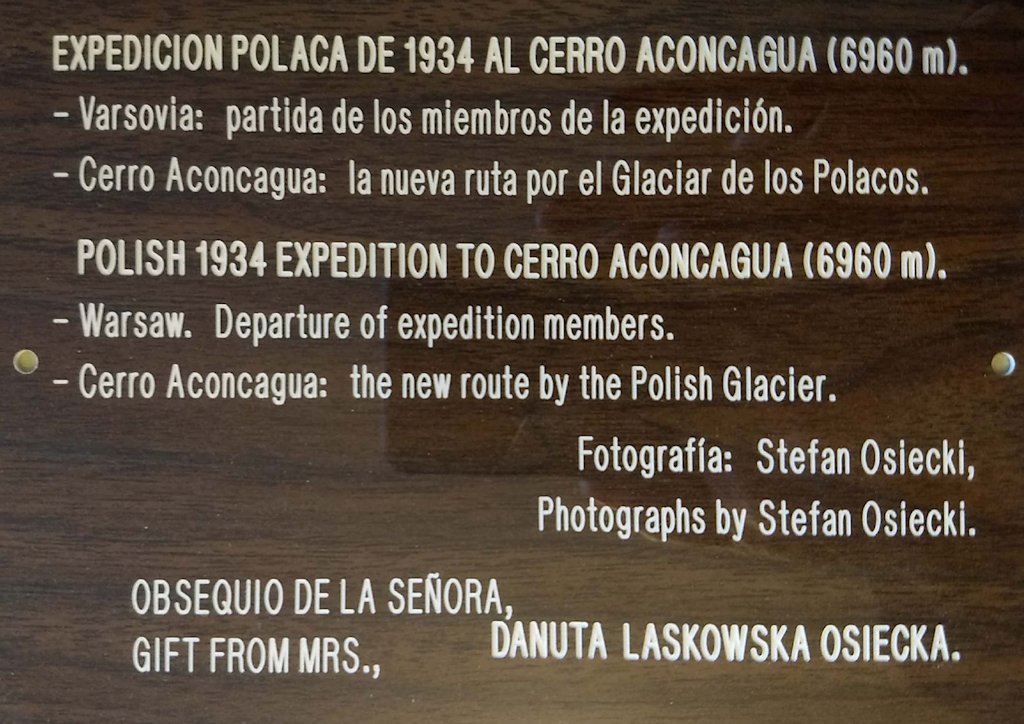 EXPEDICION POLACA DE 1934 AL CERRO ACONCAGUA (6960 m).
- Varsovia: partida de los miembros de la expedición.
- Cerro Aconcagua: la nueva ruta por el Glaciar de los Polacos.
POLISH 1934 EXPEDITION TO CERRO ACONCAGUA (6960 m).
- Warsaw. Departure of expedition members.
- Cerro Aconcagua: the new route by the Polish Glacier.
Fotografía: Stefan Osiecki,
Photographs by Stefan Osiecki.
OBSEQUIO DE LA SEÑORA,
GIFT FROM MRS.,
DANUTA LASKOWSKA OSIECKA.